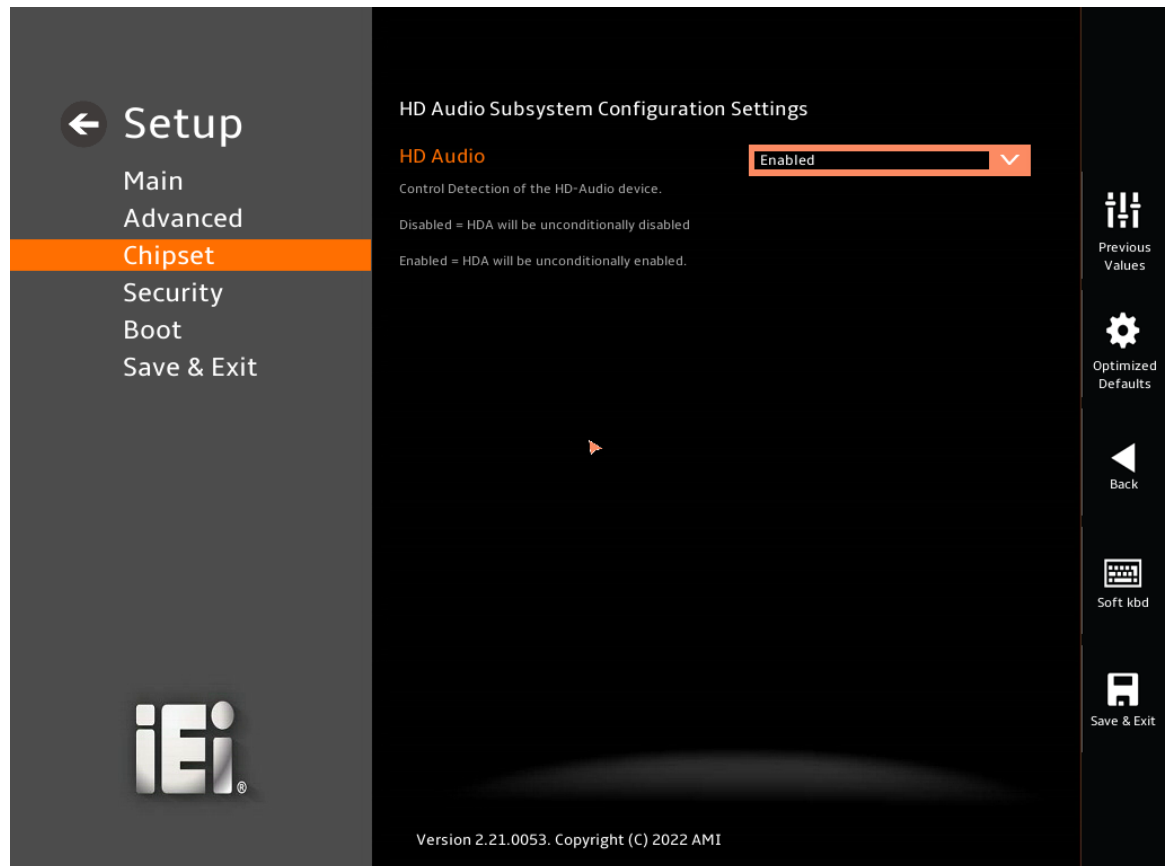 Setup
Main
Advanced
Chipset
Security
Boot
Save & Exit
iEi®
HD Audio Subsystem Configuration Settings
HD Audio
Enabled
Control Detection of the HD-Audio device.
Disabled = HDA will be unconditionally disabled
Enabled = HDA will be unconditionally enabled.
Version 2.21.0053. Copyright (C) 2022 AMI
Previous
Values
Optimized
Defaults
Back
Soft kbd
Save & Exit